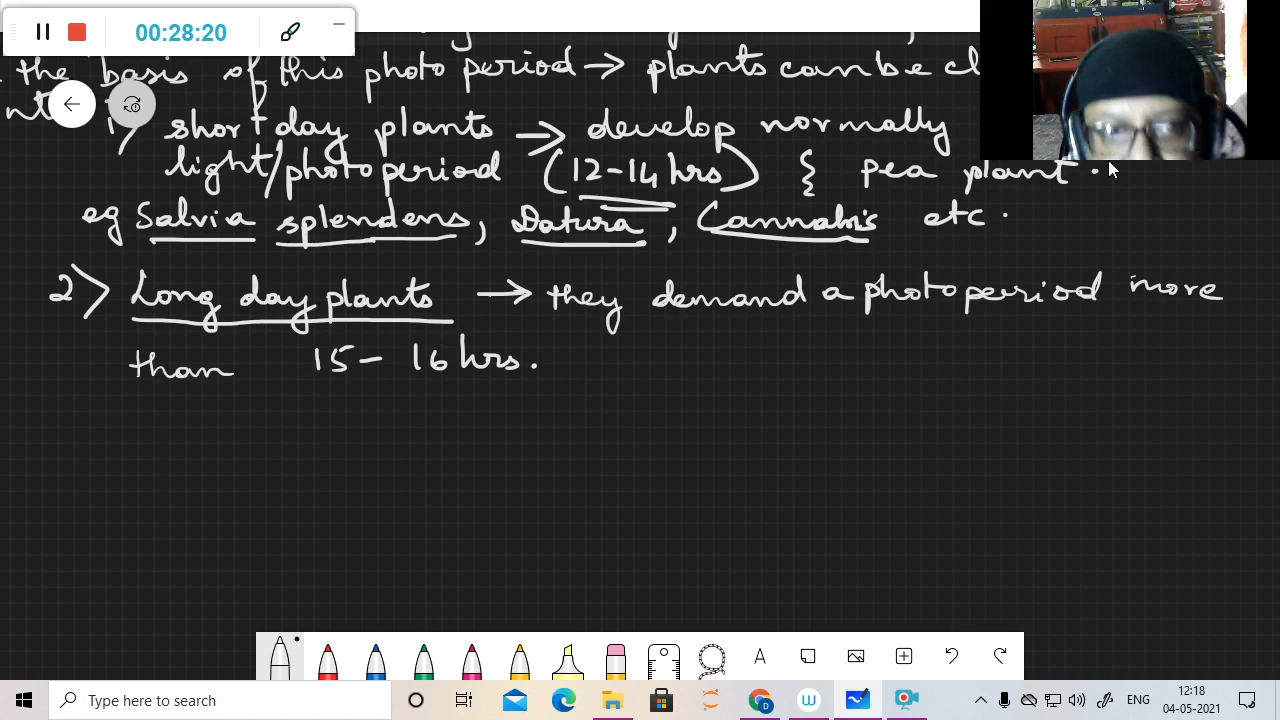 00:28:20
the basis of this photo period → plants can be cl
nt
1) short day plants → develop normally
light/photoperiod (12-14 hrs) { pea plant.
eg Salvia splendens, Datura, Cannabis etc.
2) Long day plants → they demand a photoperiod more
than 15 - 16 hrs.
A
Type here to search
ENG
12:18
04-05-2021